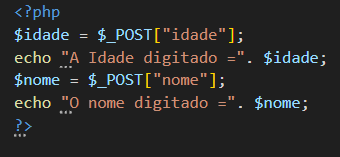 <?php
$idade = $_POST["idade"];
echo "A Idade digitado =". $idade;
$nome = $_POST["nome"];
echo "O nome digitado =". $nome;
?>